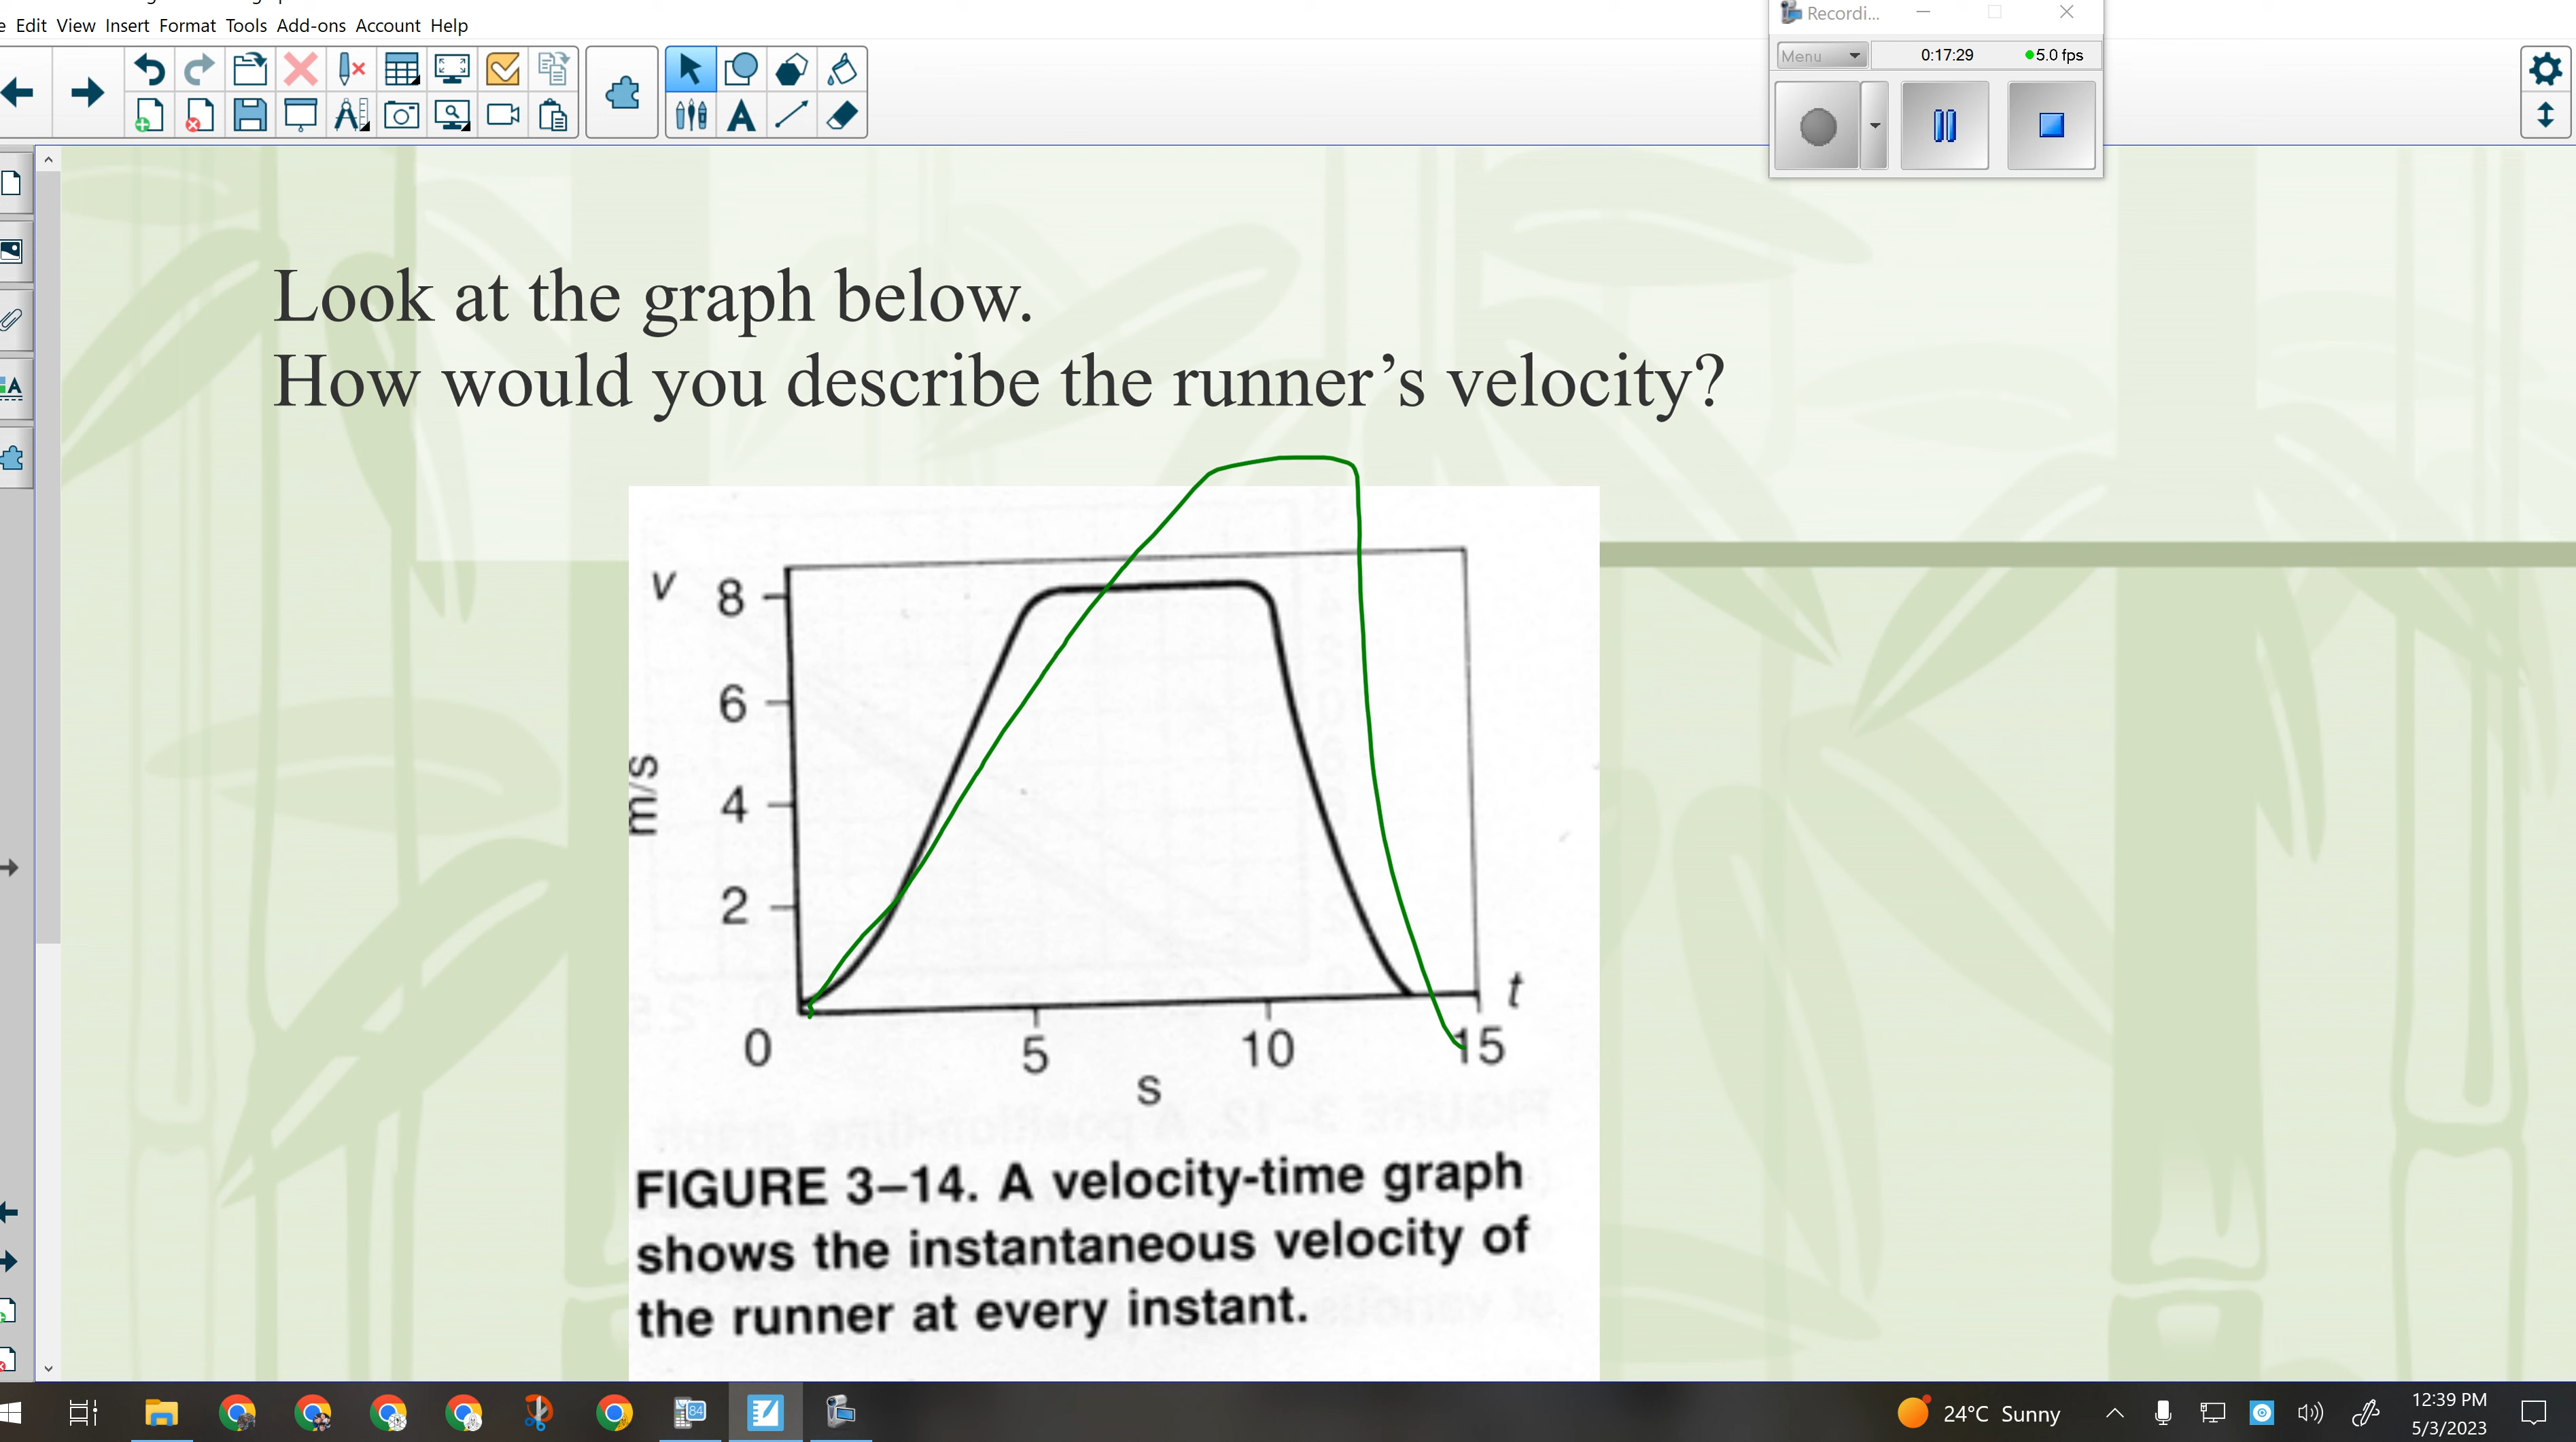 Edit View Insert Format Tools Add-ons Account Help
Recordi...
Menu
0:17:29
5.0 fps
Look at the graph below.
How would you describe the runner’s velocity?
v
8
6
m/s
4
2
t
0
5
10
15
s
FIGURE 3–14. A velocity-time graph
shows the instantaneous velocity of
the runner at every instant.
84
24°C Sunny
12:39 PM
5/3/2023